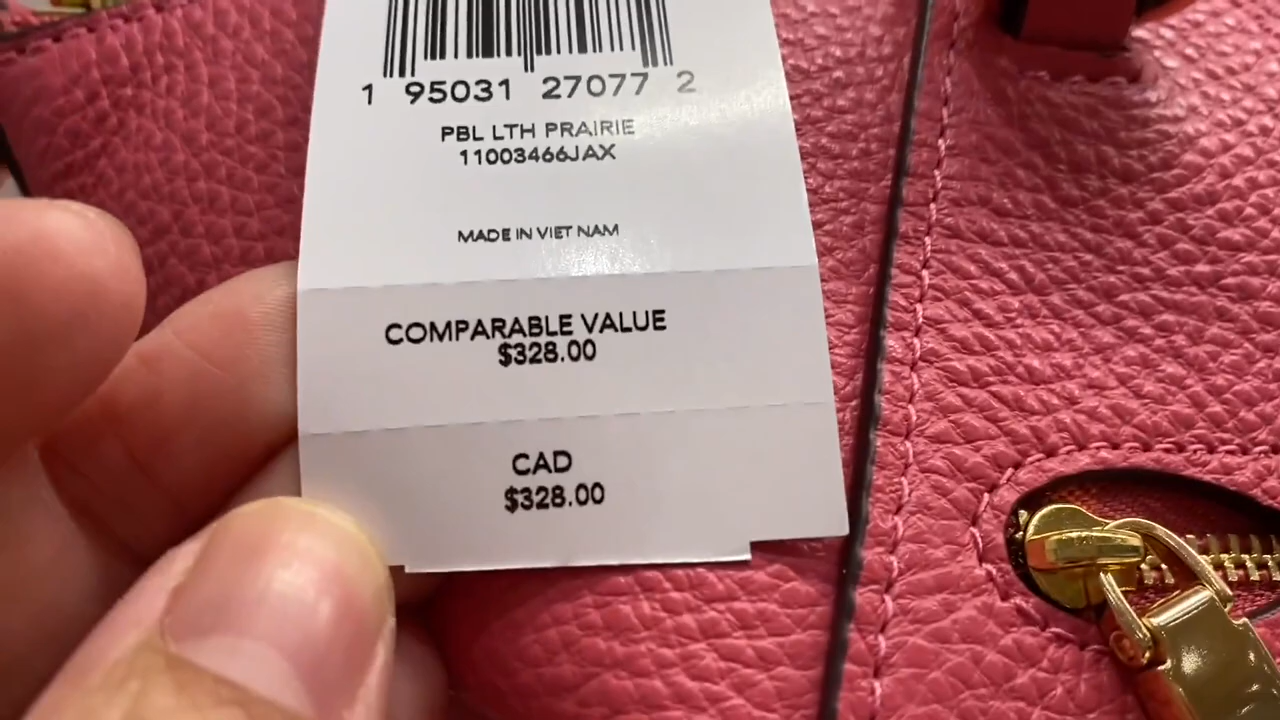 1 95031 27077 2
PBL LTH PRAIRIE
11003466JAX
MADE IN VIET NAM
COMPARABLE VALUE
$328.00
CAD
$328.00